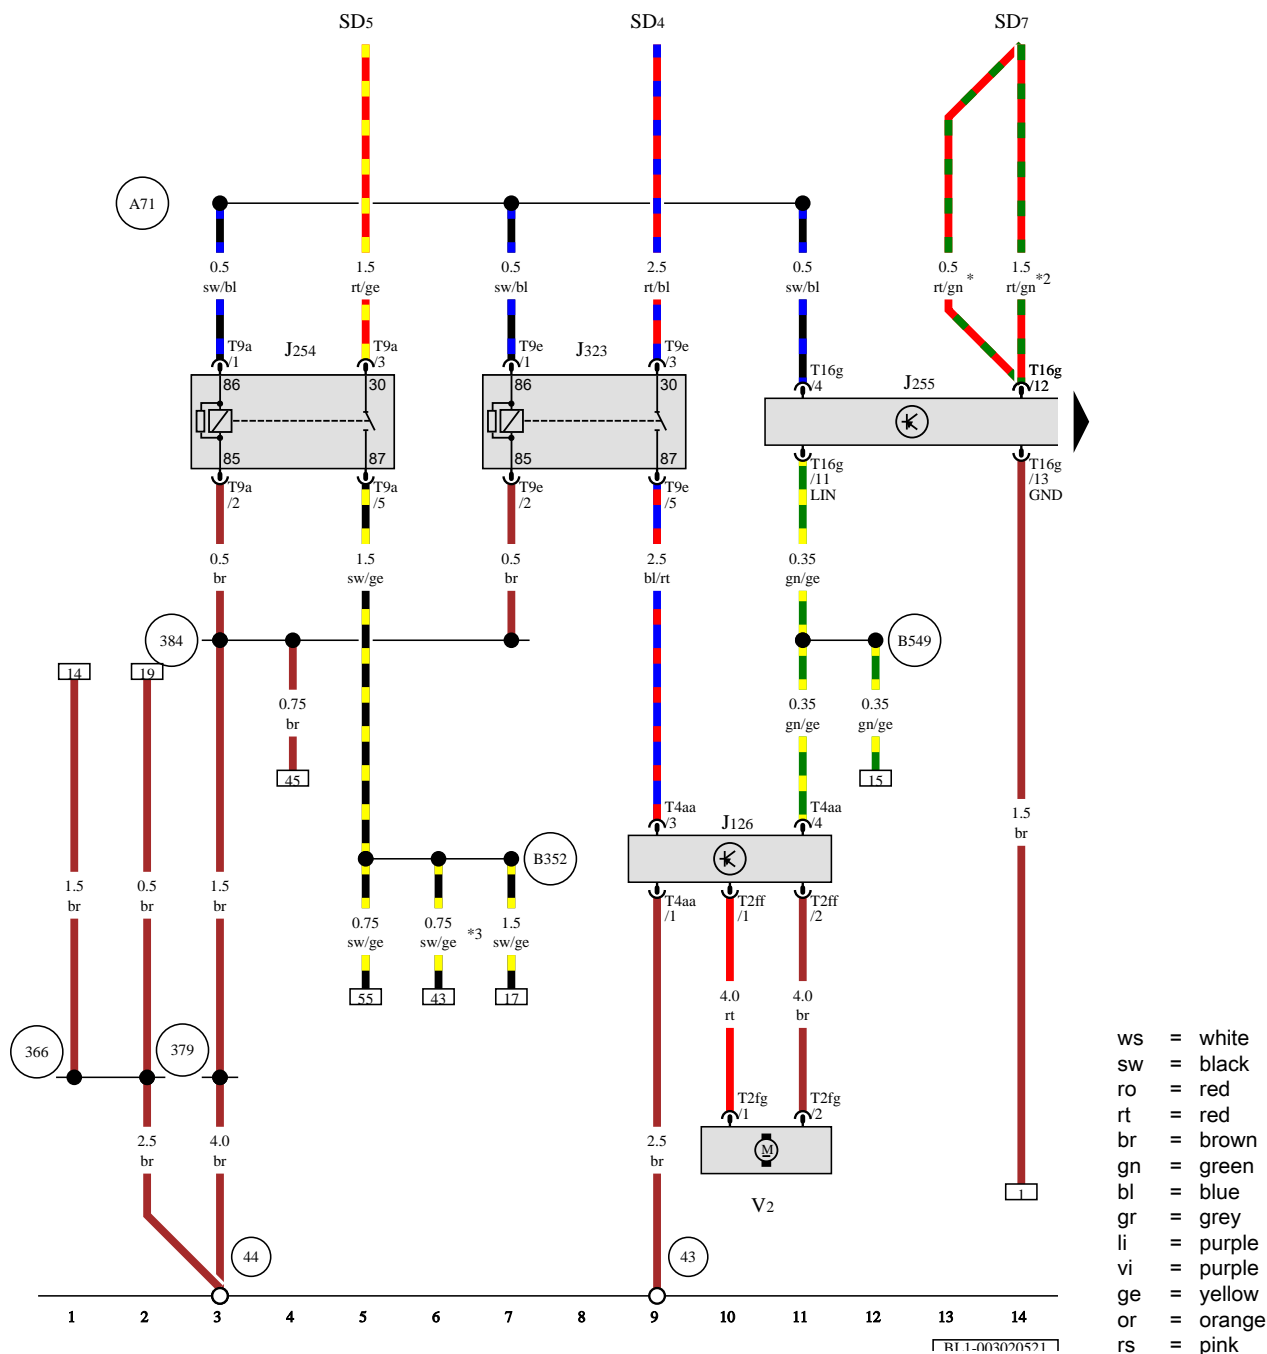 SD5 SD4 SD7
A71
0.5 1.5 0.5 2.5 0.5 0.5 1.5
sw/bl rt/ge sw/bl rt/bl sw/bl rt/gn * rt/gn *2
T9a J254 T9a T9e J323 T9e
/1 /3 /1 /3
T16g J255 T16g
/4 /12
86 30 86 30
85 87 85 87
T9a T9a T9e T9e T16g T16g
/2 /5 /2 /5 /11 /13
LIN GND
0.5 1.5 0.5 2.5 0.35
br sw/ge br bl/rt gn/ge
384 B549
14 19
0.75 0.35 0.35
br gn/ge gn/ge
45 15
T4aa J126 T4aa
/3 /4
1.5
br
B352
1.5 0.5 1.5
br br br
T4aa T2ff T2ff
/1 /1 /2
0.75 0.75 *3 1.5
sw/ge sw/ge sw/ge
55 43 17
4.0 4.0
rt br
366 379
T2fg T2fg
/1 /2
M
2.5 4.0 2.5
br br br
V2
1
44 43
1 2 3 4 5 6 7 8 9 10 11 12 13 14
BL1-003020521
ws = white
sw = black
ro = red
rt = red
br = brown
gn = green
bl = blue
gr = grey
li = purple
vi = purple
ge = yellow
or = orange
rs = pink